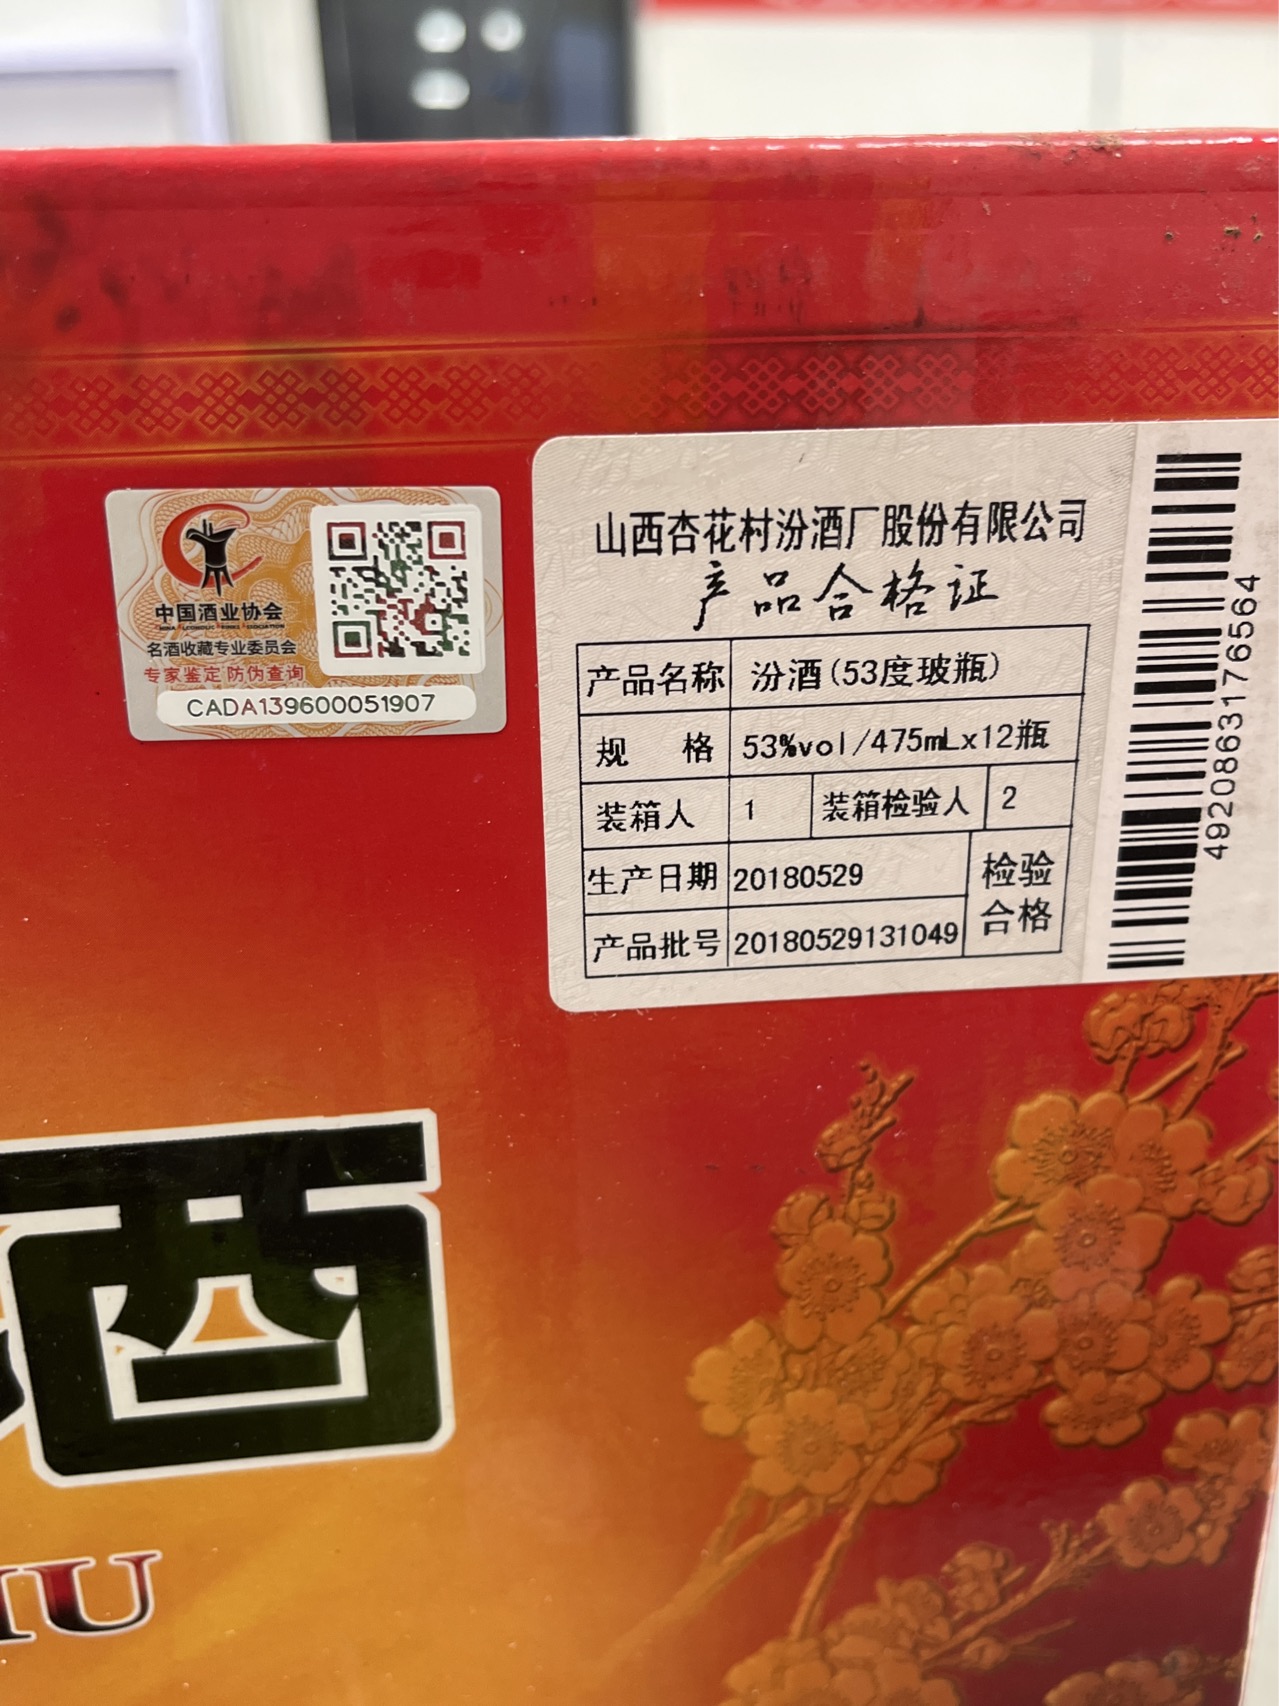 中国酒业协会
名酒收藏专业委员会
专家鉴定 防伪查询
CADA139600051907
山西杏花村汾酒厂股份有限公司
产品合格证
产品名称 汾酒(53度玻瓶)
规 格 53%vol/475mLx12瓶
装箱人 1 装箱检验人 2
生产日期 20180529 检验
产品批号 20180529131049 合格
4920863176564
酒
IU